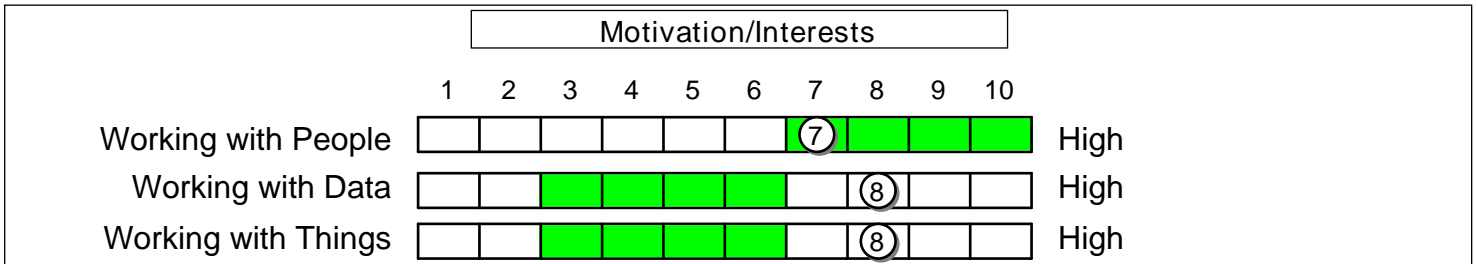 Motivation/Interests
1 2 3 4 5 6 7 8 9 10
Working with People 7 High
Working with Data 8 High
Working with Things 8 High